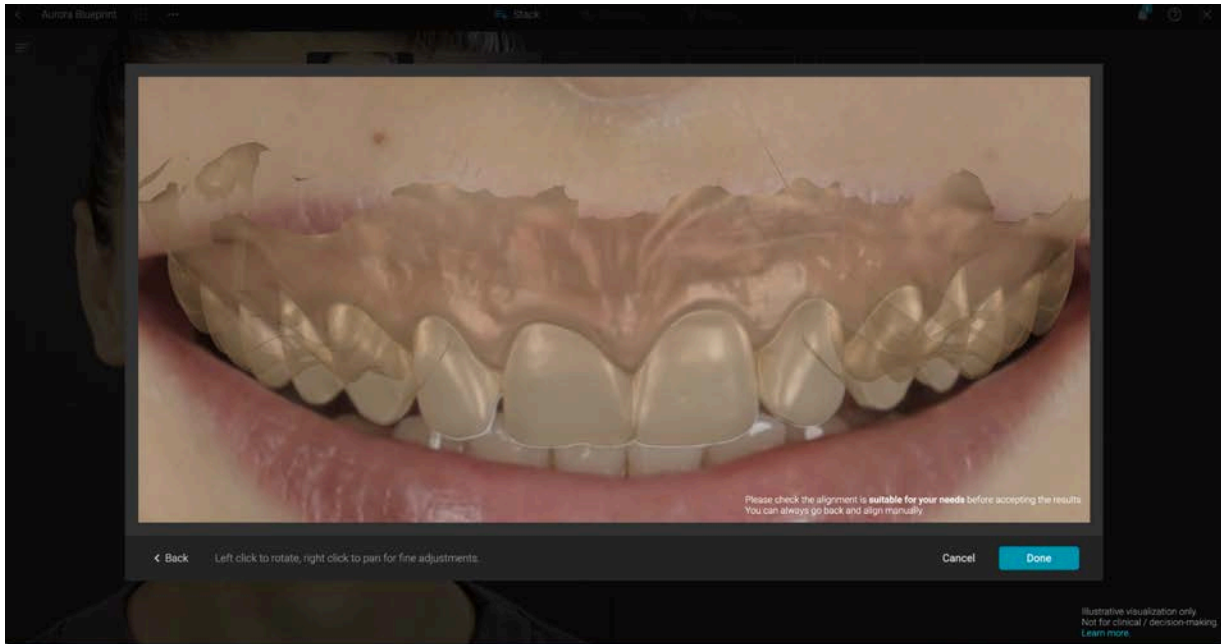 Aurora Blueprint
Stack
Please check the alignment is suitable for your needs before accepting the results
You can always go back and align manually
Back
Left click to rotate, right click to pan for fine adjustments.
Cancel
Done
Illustrative visualization only.
Not for clinical / decision-making.
Learn more.